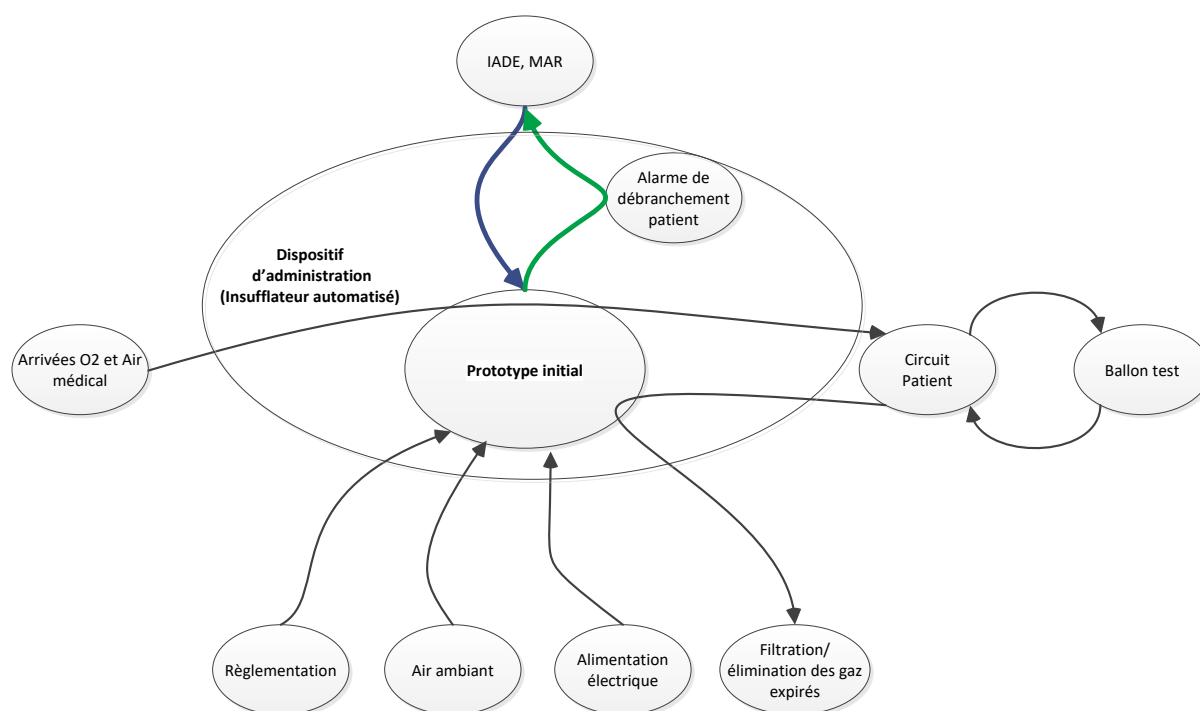 IADE, MAR
Alarme de
débranchement
patient
Dispositif
d’administration
(Insufflateur automatisé)
Arrivées O2 et Air
médical
Prototype initial
Circuit
Patient
Ballon test
Règlementation
Air ambiant
Alimentation
électrique
Filtration/
élimination des gaz
expirés